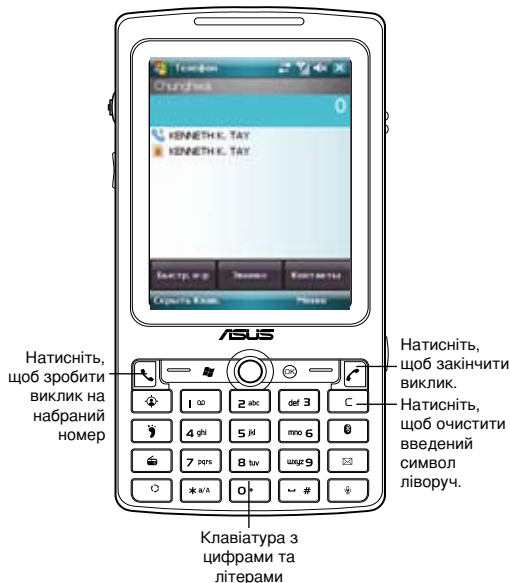 Телефон
Chunghwa
0
KENNETH K. TAY
KENNETH K. TAY
Быстр. н-р
Звонки
Контакты
Скрыть Клав.
Меню
ASUS
Натисніть,
щоб зробити
виклик на
набраний
номер
Натисніть,
щоб закінчити
виклик.
Натисніть,
щоб очистити
введений
символ
ліворуч.
OK
1
2 abc
def 3
C
4 ghi
5 jkl
mno 6
7 pqrs
8 tuv
wxyz 9
* a/A
0 +
#
Клавіатура з
цифрами та
літерами